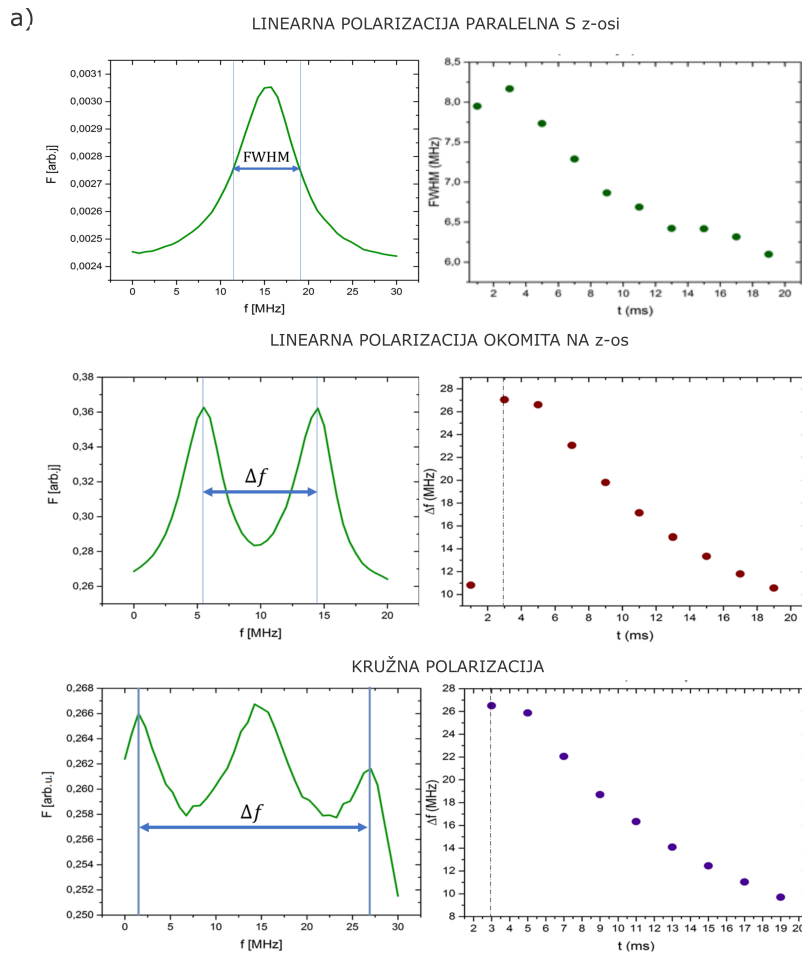 a)
LINEARNA POLARIZACIJA PARALELNA S z-osi
0,0031
0,0030
0,0029
0,0028
0,0027
0,0026
0,0025
0,0024
F [arb.j]
FWHM
0 5 10 15 20 25 30
f [MHz]
8,5
8,0
7,5
7,0
6,5
6,0
FWHM (MHz)
2 4 6 8 10 12 14 16 18 20
t (ms)
LINEARNA POLARIZACIJA OKOMITA NA z-os
0,38
0,36
0,34
0,32
0,30
0,28
0,26
F [arb.j]
Δf
0 5 10 15 20
f [MHz]
28
26
24
22
20
18
16
14
12
10
Δf (MHz)
2 4 6 8 10 12 14 16 18 20
t (ms)
KRUŽNA POLARIZACIJA
0,268
0,266
0,264
0,262
0,260
0,258
0,256
0,254
0,252
0,250
F [arb.u.]
Δf
0 5 10 15 20 25 30
f [MHz]
28
26
24
22
20
18
16
14
12
10
8
Δf (MHz)
2 3 4 5 6 7 8 9 10 11 12 13 14 15 16 17 18 19 20
t (ms)